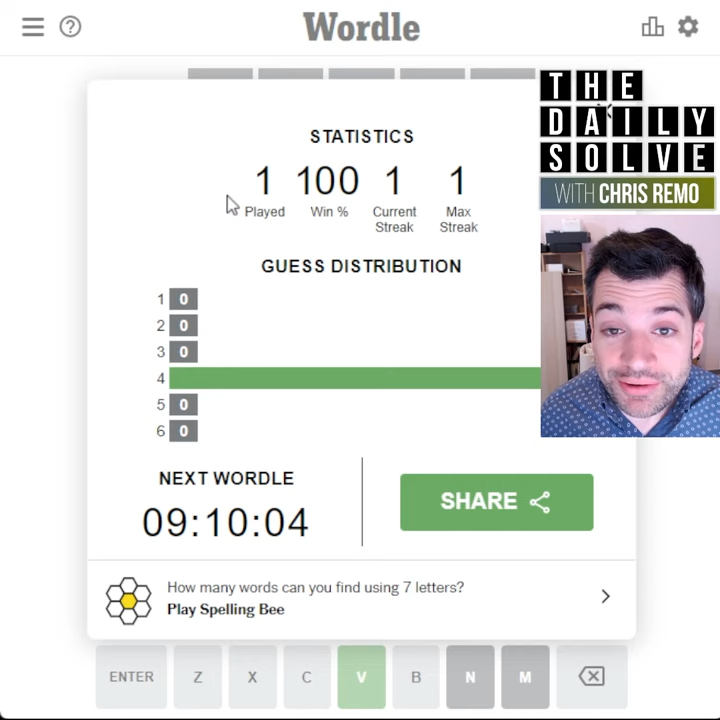 Wordle
THE
DAILY
SOLVE
WITH CHRIS REMO
STATISTICS
1 100 1 1
Played Win % Current Streak Max Streak
GUESS DISTRIBUTION
1 0
2 0
3 0
4
5 0
6 0
NEXT WORDLE
09:10:04
SHARE
How many words can you find using 7 letters?
Play Spelling Bee
ENTER Z X C V B N M